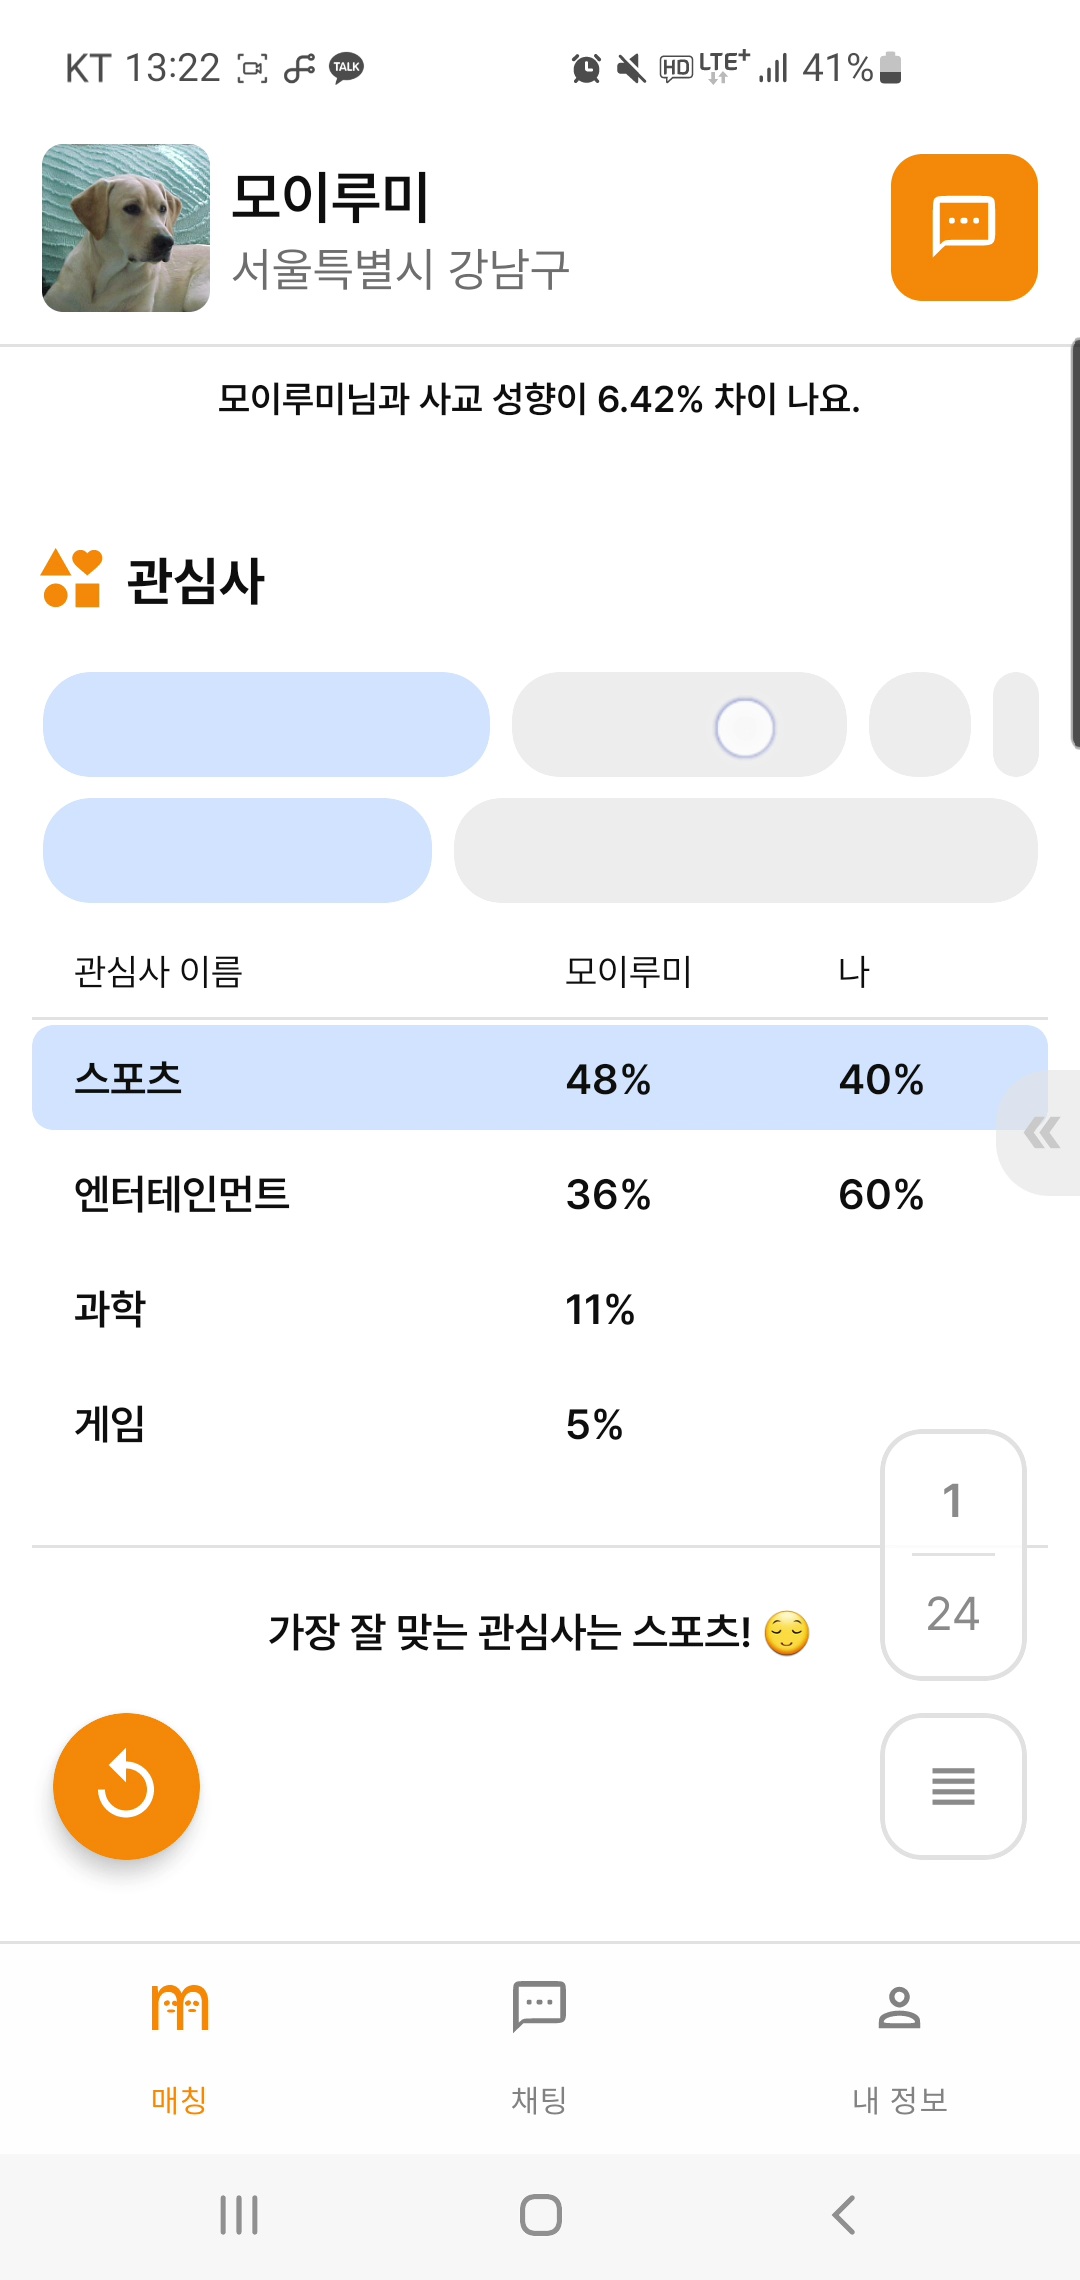 KT 13:22 TALK HD LTE+ 41%
모이루미
서울특별시 강남구
모이루미님과 사교 성향이 6.42% 차이 나요.
관심사
관심사 이름 모이루미 나
스포츠 48% 40%
엔터테인먼트 36% 60%
과학 11%
게임 5%
1
24
가장 잘 맞는 관심사는 스포츠! 😌
매칭 채팅 내 정보